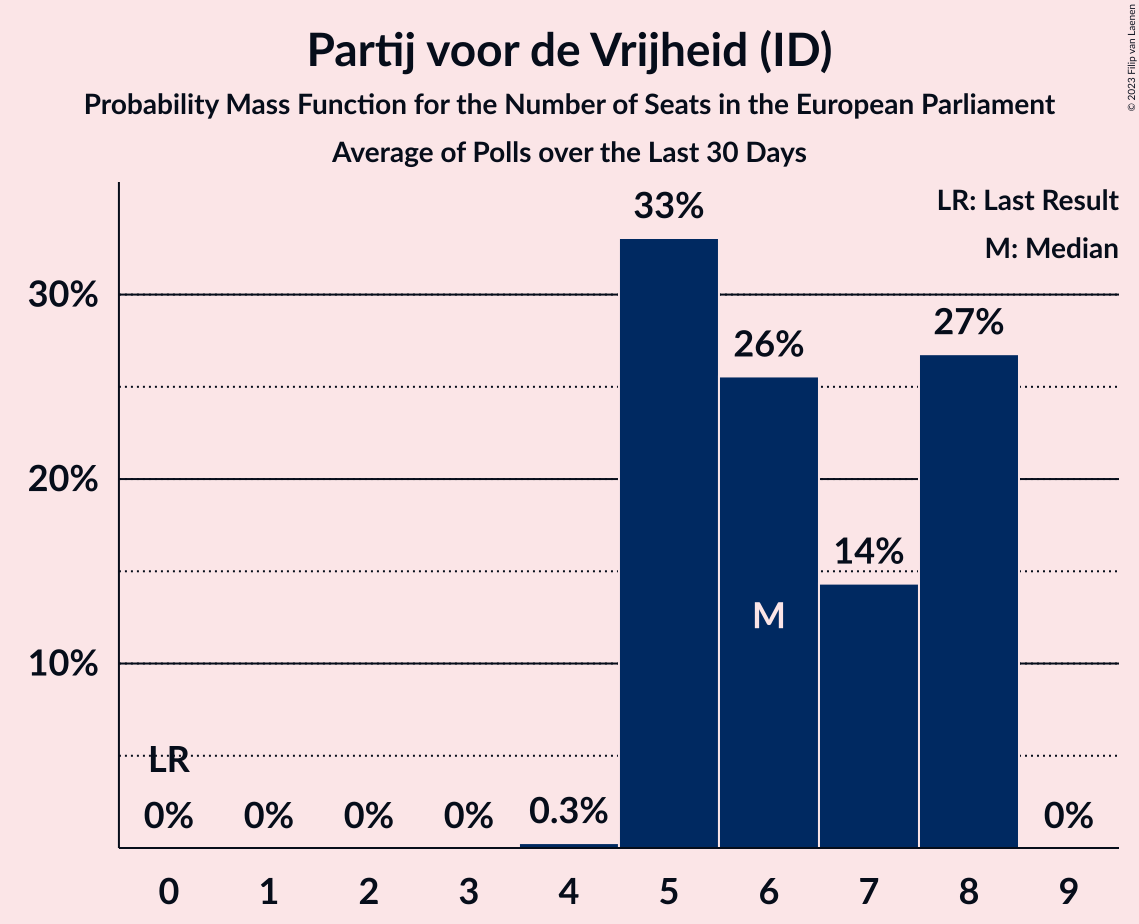 Partij voor de Vrijheid (ID)
Probability Mass Function for the Number of Seats in the European Parliament
Average of Polls over the Last 30 Days
© 2023 Filip van Laenen
LR: Last Result
M: Median
33%
30%
27%
26%
20%
14%
M
10%
LR
0%
0%
0%
0%
0.3%
0%
0
1
2
3
4
5
6
7
8
9